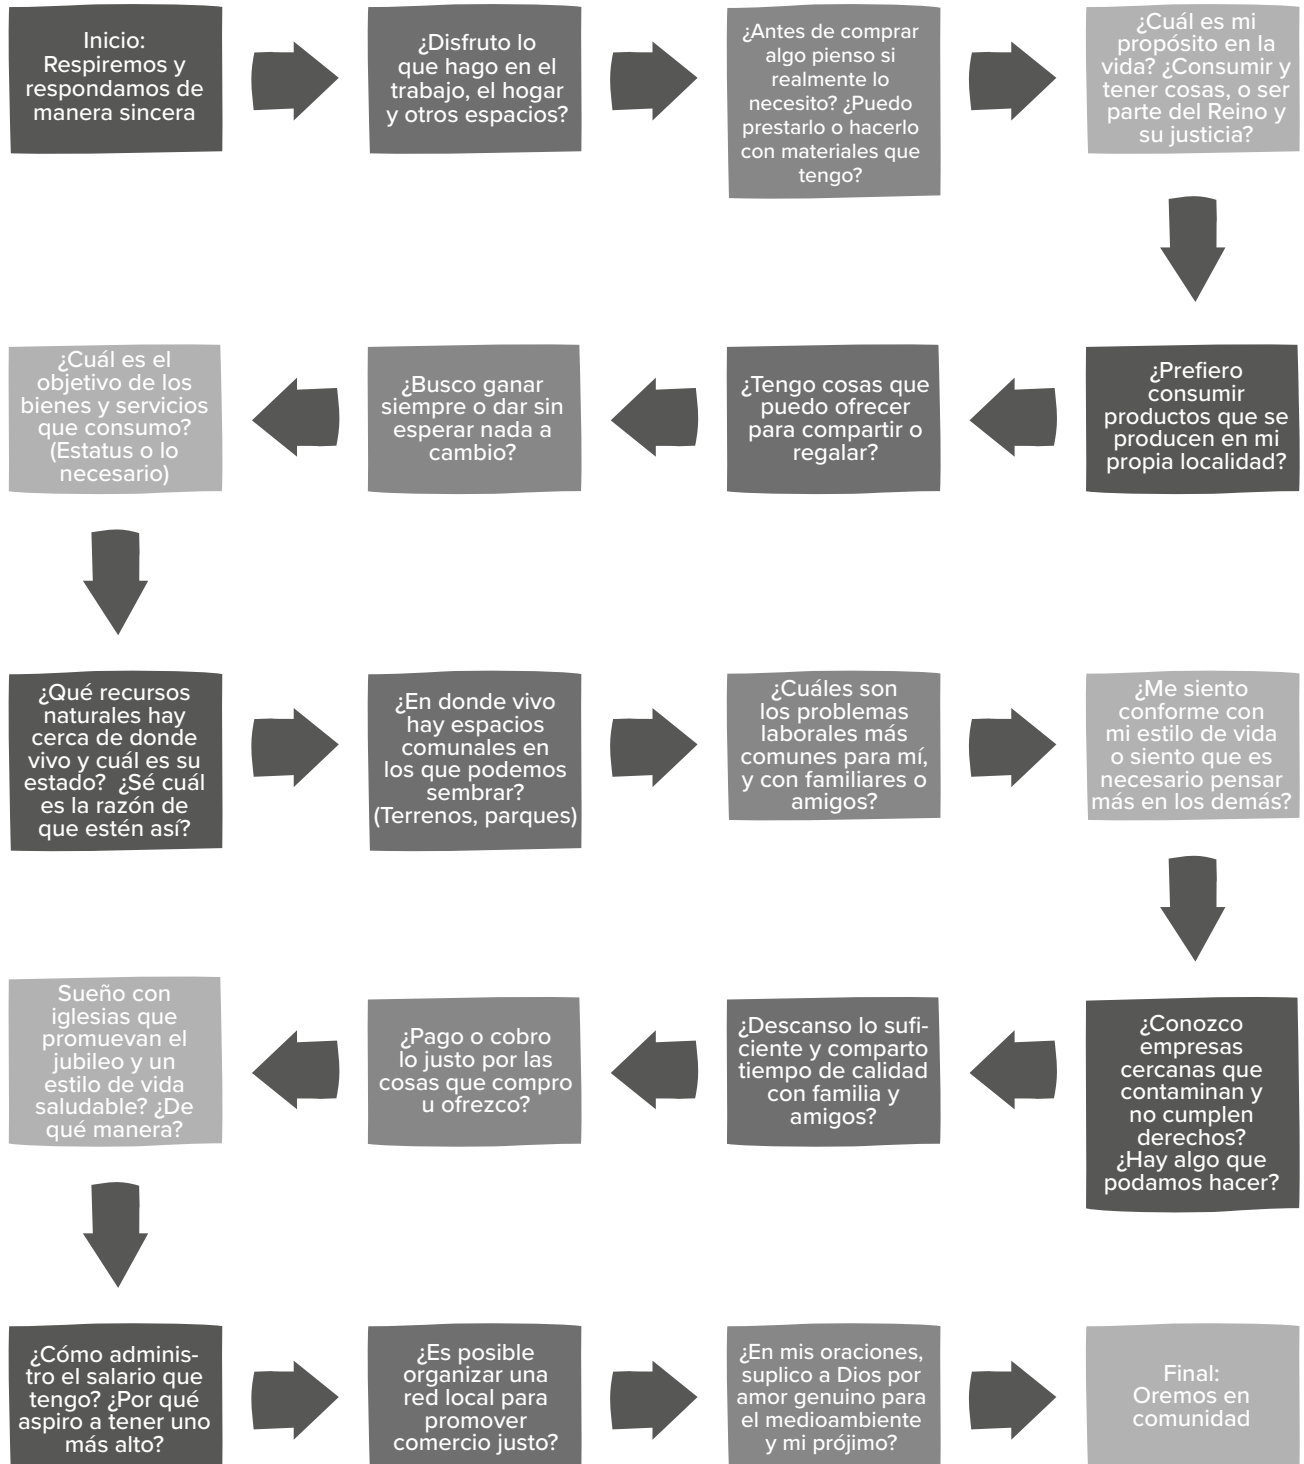 Inicio:
Respiremos y
respondamos de
manera sincera
¿Disfruto lo
que hago en el
trabajo, el hogar
y otros espacios?
¿Antes de comprar
algo pienso si
realmente lo
necesito? ¿Puedo
prestarlo o hacerlo
con materiales que
tengo?
¿Cuál es mi
propósito en la
vida? ¿Consumir y
tener cosas, o ser
parte del Reino y
su justicia?
¿Prefiero
consumir
productos que se
producen en mi
propia localidad?
¿Tengo cosas que
puedo ofrecer
para compartir o
regalar?
¿Busco ganar
siempre o dar sin
esperar nada a
cambio?
¿Cuál es el
objetivo de los
bienes y servicios
que consumo?
(Estatus o lo
necesario)
¿Qué recursos
naturales hay
cerca de donde
vivo y cuál es su
estado? ¿Sé cuál
es la razón de
que estén así?
¿En donde vivo
hay espacios
comunales en
los que podemos
sembrar?
(Terrenos, parques)
¿Cuáles son
los problemas
laborales más
comunes para mí,
y con familiares o
amigos?
¿Me siento
conforme con
mi estilo de vida
o siento que es
necesario pensar
más en los demás?
¿Conozco
empresas
cercanas que
contaminan y
no cumplen
derechos?
¿Hay algo que
podamos hacer?
¿Descanso lo sufi-
ciente y comparto
tiempo de calidad
con familia y
amigos?
¿Pago o cobro
lo justo por las
cosas que compro
u ofrezco?
Sueño con
iglesias que
promuevan el
jubileo y un
estilo de vida
saludable? ¿De
qué manera?
¿Cómo adminis-
tro el salario que
tengo? ¿Por qué
aspiro a tener uno
más alto?
¿Es posible
organizar una
red local para
promover
comercio justo?
¿En mis oraciones,
suplico a Dios por
amor genuino para
el medioambiente
y mi prójimo?
Final:
Oremos en
comunidad